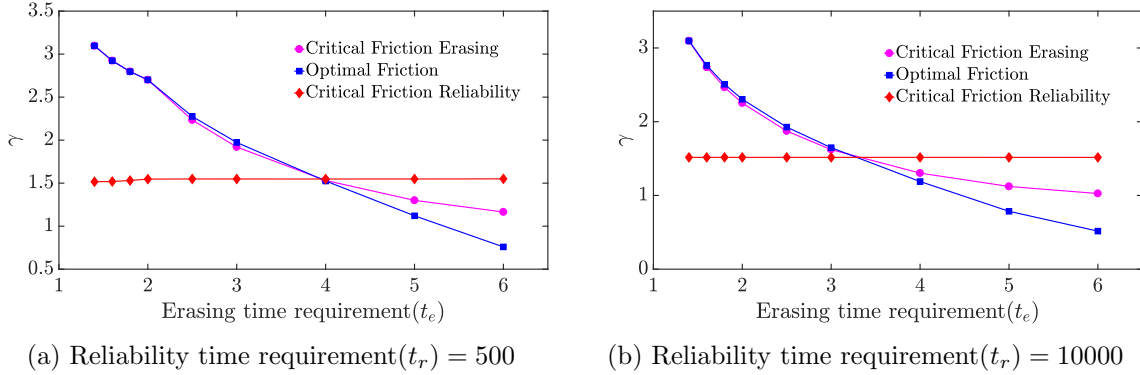 3.5
3
2.5
2
1.5
1
0.5
γ
Critical Friction Erasing
Optimal Friction
Critical Friction Reliability
1 2 3 4 5 6
Erasing time requirement(t_e)
(a) Reliability time requirement(t_r) = 500
3
2
1
0
γ
Critical Friction Erasing
Optimal Friction
Critical Friction Reliability
1 2 3 4 5 6
Erasing time requirement(t_e)
(b) Reliability time requirement(t_r) = 10000